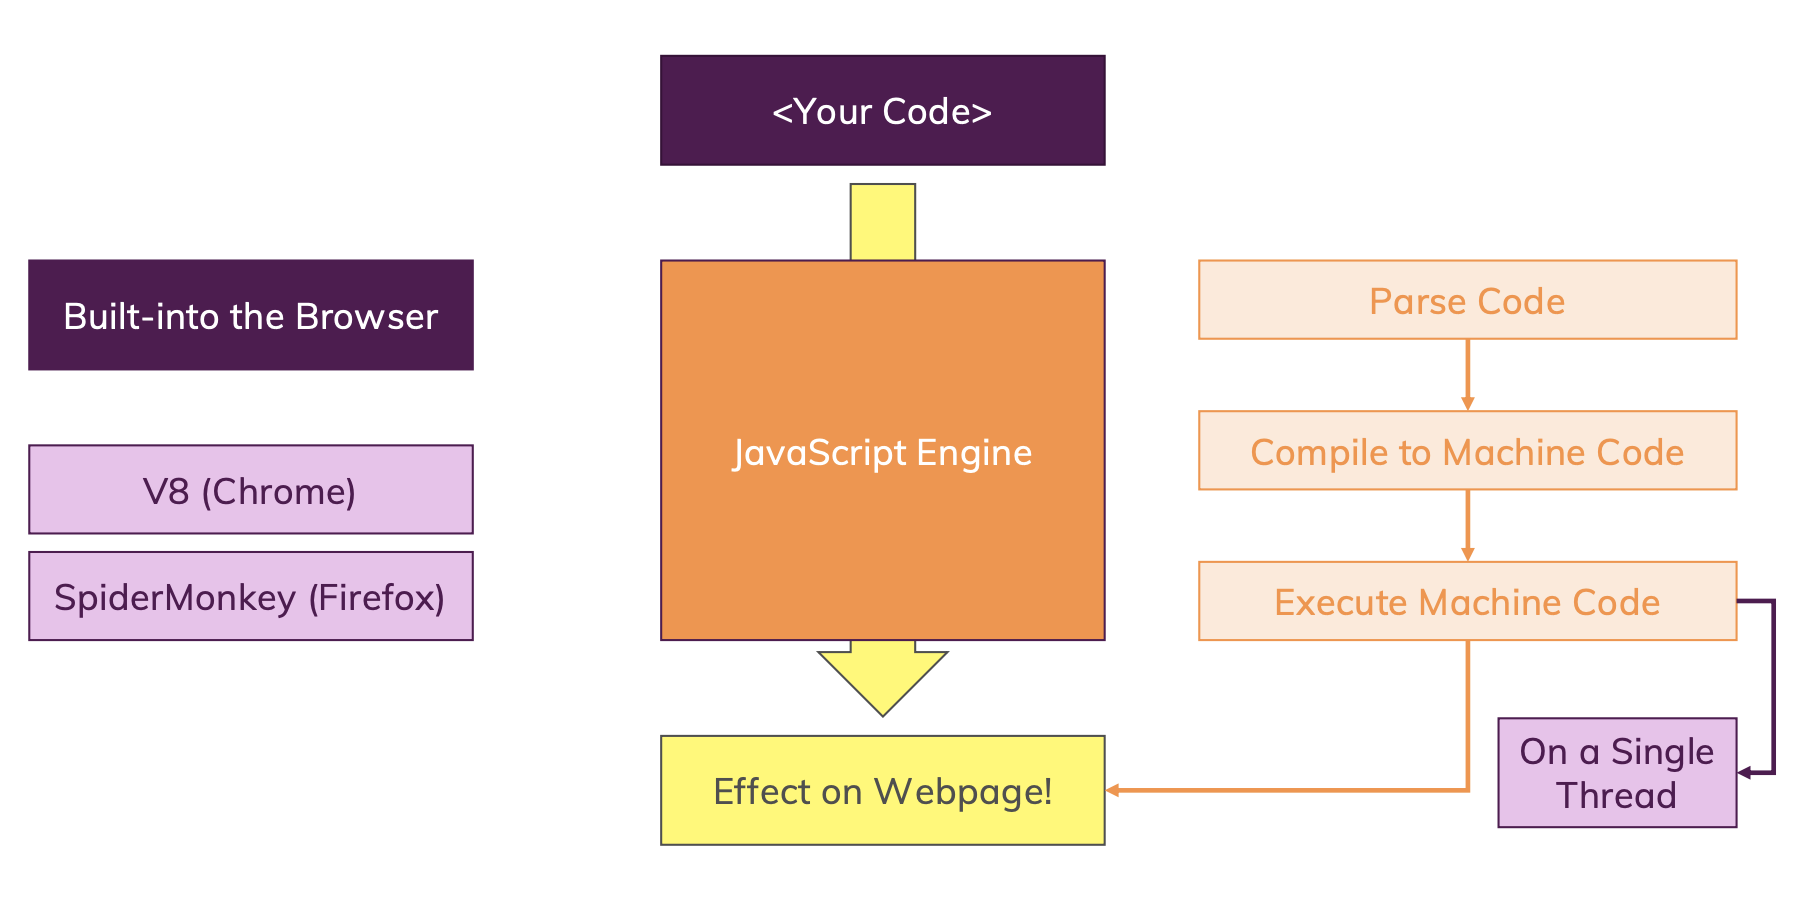 <Your Code>
Built-into the Browser
V8 (Chrome)
SpiderMonkey (Firefox)
JavaScript Engine
Effect on Webpage!
Parse Code
Compile to Machine Code
Execute Machine Code
On a Single
Thread